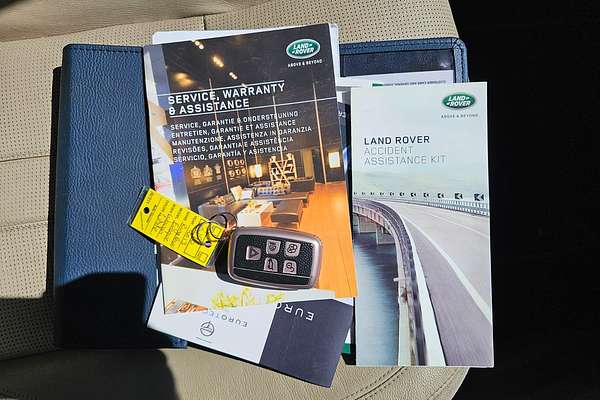 LAND
ROVER
ABOVE & BEYOND
SERVICE, WARRANTY
& ASSISTANCE
SERVICE, GARANTIE & ONDERSTEUNING
ENTRETIEN, GARANTIE ET ASSISTANCE
MANUTENZIONE, ASSISTENZA IN GARANZIA
REVISÕES, GARANTIA E ASSISTÊNCIA
SERVICIO, GARANTÍA Y ASISTENCIA
LAND
ROVER
ABOVE & BEYOND
LAND ROVER
ACCIDENT
ASSISTANCE KIT
EUROTE
EURO